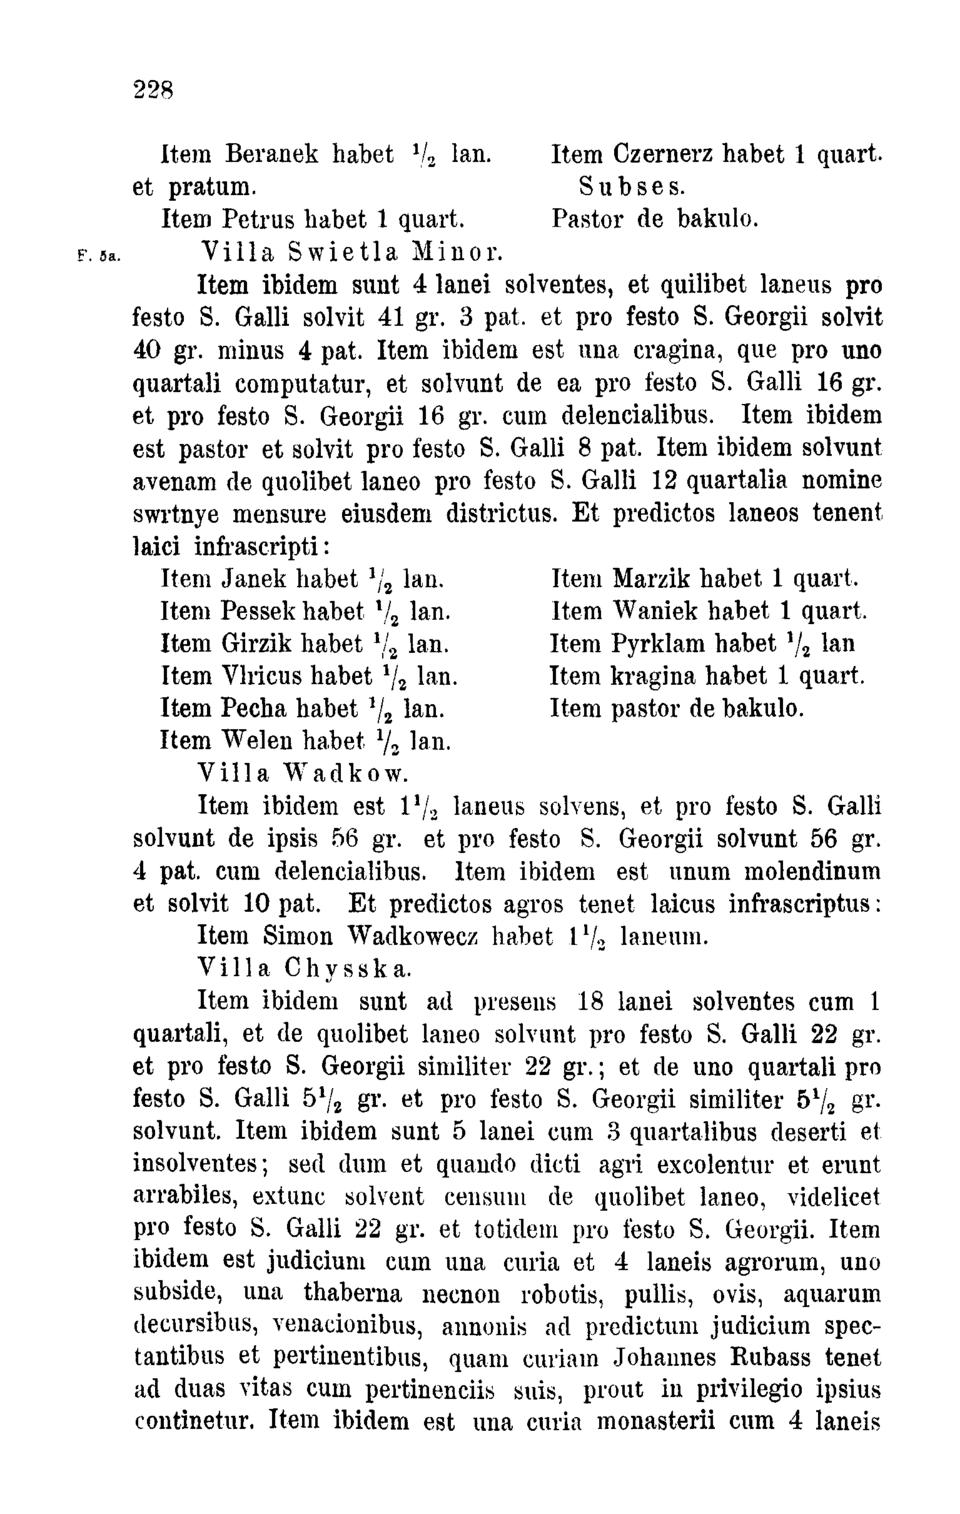 228
Item Beranek habet 1/2 lan.
et pratum.
Item Petrus habet 1 quart.
Item Czernerz habet 1 quart.
Subses.
Pastor de bakulo.
F. 5a.
Villa Swietla Minor.
Item ibidem sunt 4 lanei solventes, et quilibet laneus pro
festo S. Galli solvit 41 gr. 3 pat. et pro festo S. Georgii solvit
40 gr. minus 4 pat. Item ibidem est una cragina, que pro uno
quartali computatur, et solvunt de ea pro festo S. Galli 16 gr.
et pro festo S. Georgii 16 gr. cum delencialibus. Item ibidem
est pastor et solvit pro festo S. Galli 8 pat. Item ibidem solvunt
avenam de quolibet laneo pro festo S. Galli 12 quartalia nomine
swrtnye mensure eiusdem districtus. Et predictos laneos tenent
laici infrascripti:
Item Janek habet 1/2 lan.
Item Pessek habet 1/2 lan.
Item Girzik habet 1/2 lan.
Item Vlricus habet 1/2 lan.
Item Pecha habet 1/2 lan.
Item Welen habet 1/2 lan.
Item Marzik habet 1 quart.
Item Waniek habet 1 quart.
Item Pyrklam habet 1/2 lan
Item kragina habet 1 quart.
Item pastor de bakulo.
Villa Wadkow.
Item ibidem est 1 1/2 laneus solvens, et pro festo S. Galli
solvunt de ipsis 56 gr. et pro festo S. Georgii solvunt 56 gr.
4 pat. cum delencialibus. Item ibidem est unum molendinum
et solvit 10 pat. Et predictos agros tenet laicus infrascriptus:
Item Simon Wadkowecz habet 1 1/2 laneum.
Villa Chysska.
Item ibidem sunt ad presens 18 lanei solventes cum 1
quartali, et de quolibet laneo solvunt pro festo S. Galli 22 gr.
et pro festo S. Georgii similiter 22 gr.; et de uno quartali pro
festo S. Galli 5 1/2 gr. et pro festo S. Georgii similiter 5 1/2 gr.
solvunt. Item ibidem sunt 5 lanei cum 3 quartalibus deserti et
insolventes; sed dum et quando dicti agri excolentur et erunt
arrabiles, extunc solvent censum de quolibet laneo, videlicet
pro festo S. Galli 22 gr. et totidem pro festo S. Georgii. Item
ibidem est judicium cum una curia et 4 laneis agrorum, uno
subside, una thaberna necnon robotis, pullis, ovis, aquarum
decursibus, venacionibus, annonis ad predictum judicium spec-
tantibus et pertinentibus, quam curiam Johannes Rubass tenet
ad duas vitas cum pertinenciis suis, prout in privilegio ipsius
continetur. Item ibidem est una curia monasterii cum 4 laneis